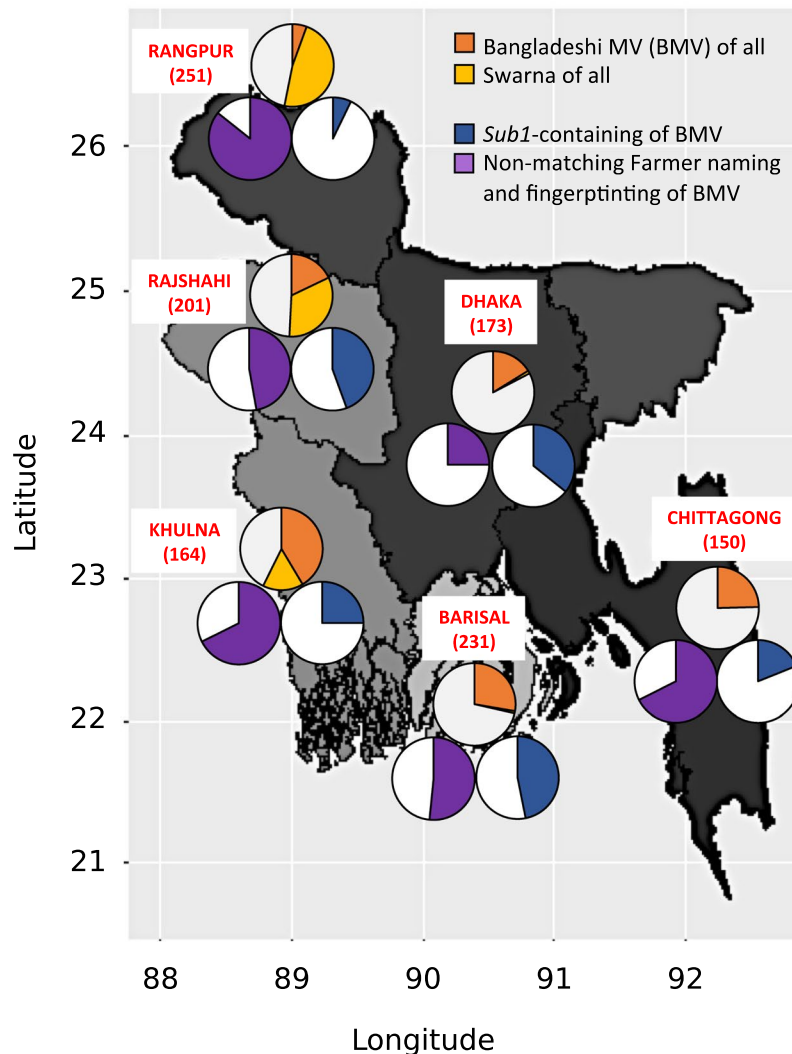 RANGPUR
(251)
Bangladeshi MV (BMV) of all
Swarna of all
Sub1-containing of BMV
Non-matching Farmer naming
and fingerptinting of BMV
RAJSHAHI
(201)
DHAKA
(173)
KHULNA
(164)
CHITTAGONG
(150)
BARISAL
(231)
Latitude
26
25
24
23
22
21
88 89 90 91 92
Longitude